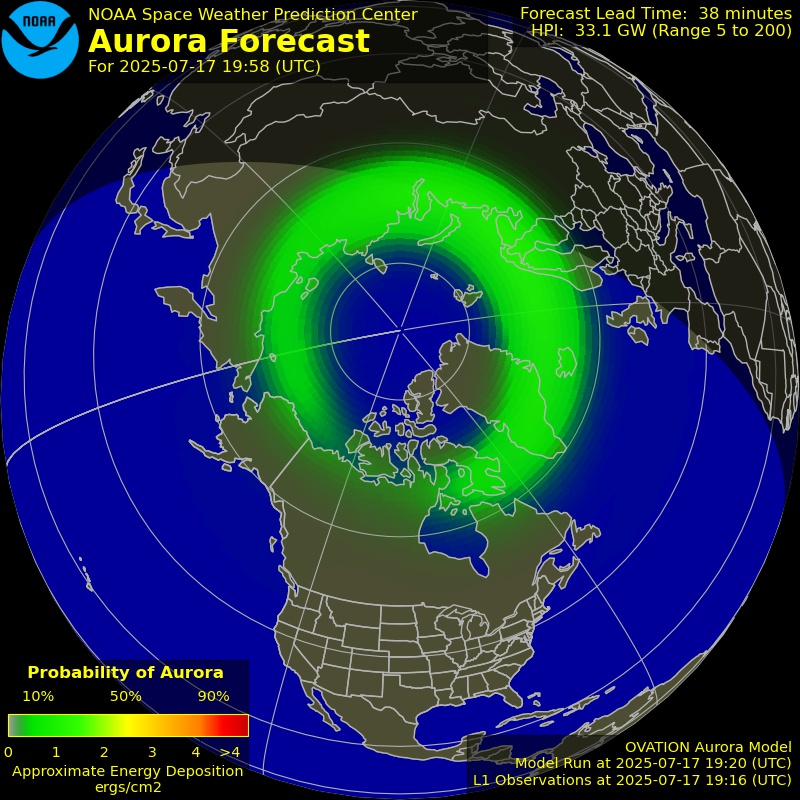 NOAA
NOAA Space Weather Prediction Center
Aurora Forecast
For 2025-07-17 19:58 (UTC)
Forecast Lead Time: 38 minutes
HPI: 33.1 GW (Range 5 to 200)
Probability of Aurora
10% 50% 90%
0 1 2 3 4 >4
Approximate Energy Deposition
ergs/cm2
OVATION Aurora Model
Model Run at 2025-07-17 19:20 (UTC)
L1 Observations at 2025-07-17 19:16 (UTC)